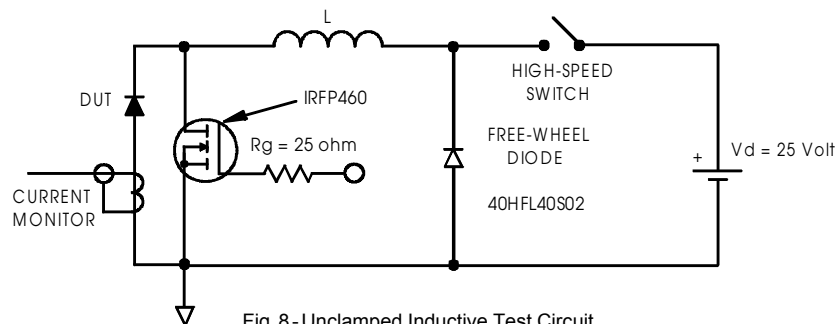 L
HIGH-SPEED
SWITCH
DUT
IRFP460
Rg = 25 ohm
FREE-WHEEL
DIODE
Vd = 25 Volt
+
40HFL40S02
CURRENT
MONITOR
Fig. 8 - Unclamped Inductive Test Circuit